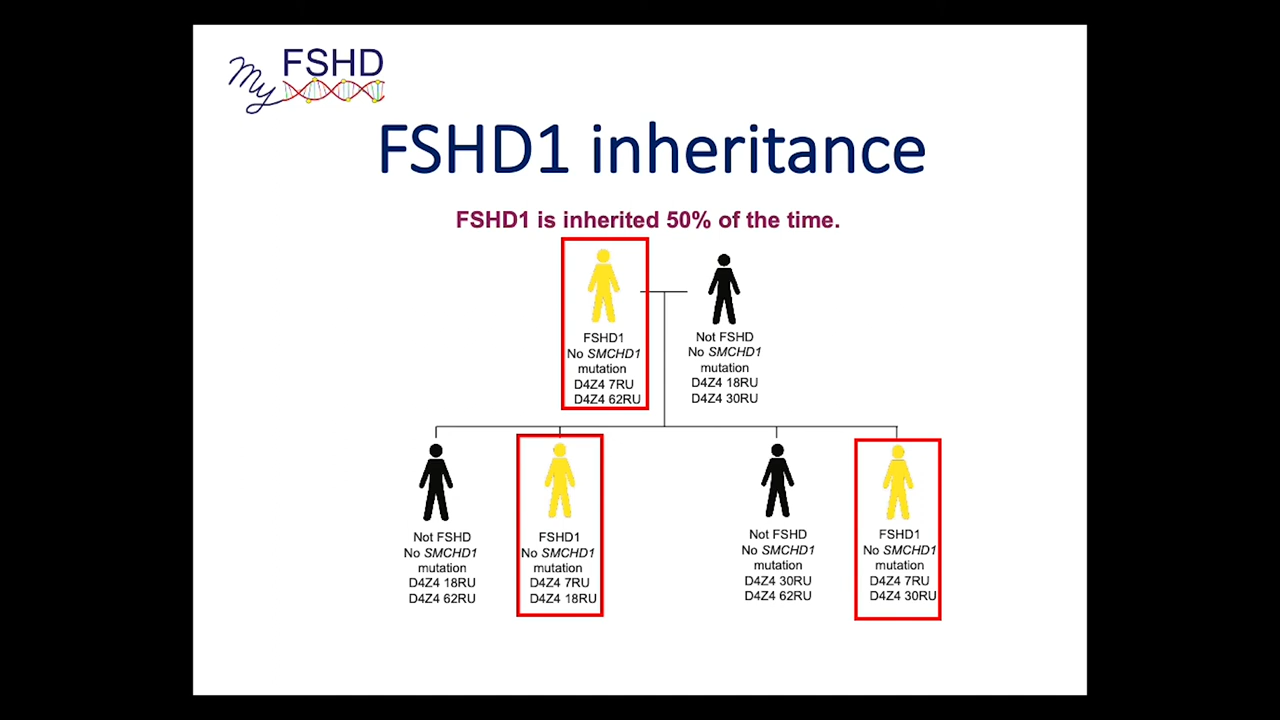 My FSHD
FSHD1 inheritance
FSHD1 is inherited 50% of the time.
FSHD1
No SMCHD1
mutation
D4Z4 7RU
D4Z4 62RU
Not FSHD
No SMCHD1
mutation
D4Z4 18RU
D4Z4 30RU
Not FSHD
No SMCHD1
mutation
D4Z4 18RU
D4Z4 62RU
FSHD1
No SMCHD1
mutation
D4Z4 7RU
D4Z4 18RU
Not FSHD
No SMCHD1
mutation
D4Z4 30RU
D4Z4 62RU
FSHD1
No SMCHD1
mutation
D4Z4 7RU
D4Z4 30RU